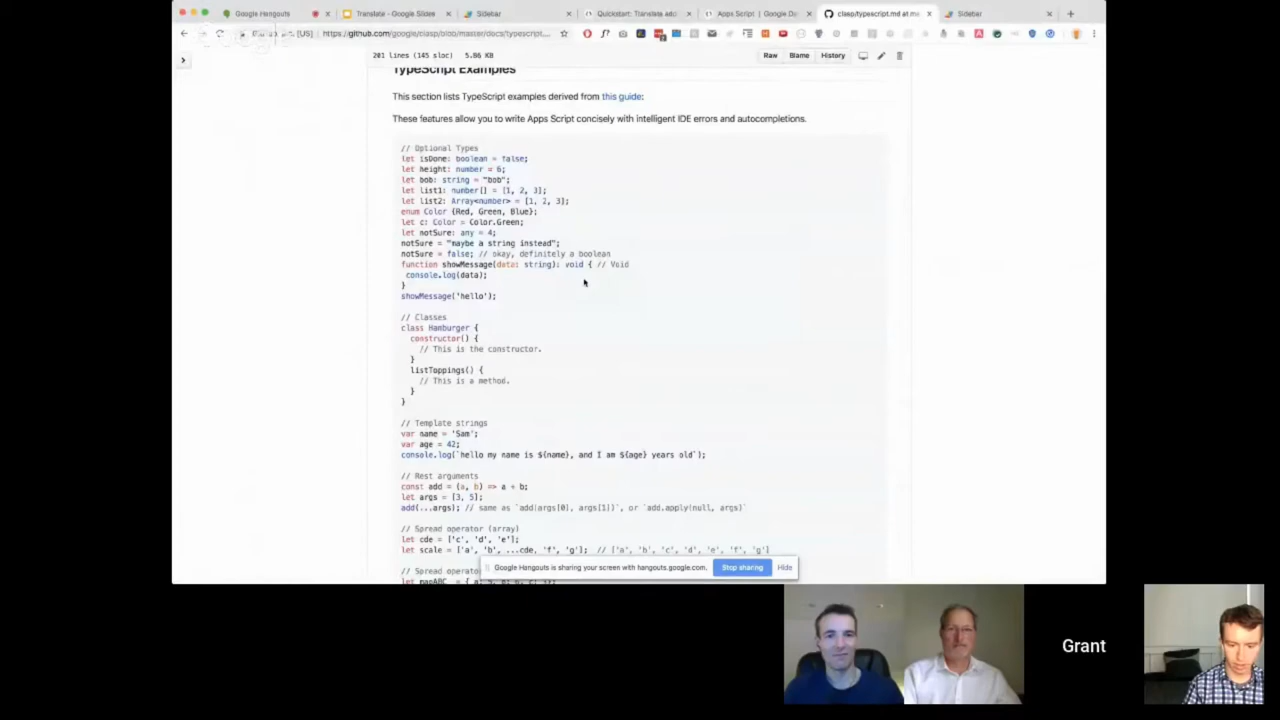 Google Hangouts
Translate - Google Slides
Sidebar
Quickstart: Translate add
Apps Script | Google De
clasp/typescript.md at ma
Sidebar
[US] https://github.com/google/clasp/blob/master/docs/typescript...
201 lines (145 sloc) 5.86 KB
Raw Blame History
TypeScript Examples
This section lists TypeScript examples derived from this guide:
These features allow you to write Apps Script concisely with intelligent IDE errors and autocompletions.
// Optional Types
let isDone: boolean = false;
let height: number = 6;
let bob: string = "bob";
let list1: number[] = [1, 2, 3];
let list2: Array<number> = [1, 2, 3];
enum Color {Red, Green, Blue};
let c: Color = Color.Green;
let notSure: any = 4;
notSure = "maybe a string instead";
notSure = false; // okay, definitely a boolean
function showMessage(data: string): void { // Void
console.log(data);
}
showMessage('hello');
// Classes
class Hamburger {
constructor() {
// This is the constructor.
}
listToppings() {
// This is a method.
}
}
// Template strings
var name = 'Sam';
var age = 42;
console.log(`hello my name is ${name}, and I am ${age} years old`);
// Rest arguments
const add = (a, b) => a + b;
let args = [3, 5];
add(...args); // same as `add(args[0], args[1])`, or `add.apply(null, args)`
// Spread operator (array)
let cde = ['c', 'd', 'e'];
let scale = ['a', 'b', ...cde, 'f', 'g']; // ['a', 'b', 'c', 'd', 'e', 'f', 'g']
Google Hangouts is sharing your screen with hangouts.google.com.
Stop sharing
Hide
// Spread operator
Grant